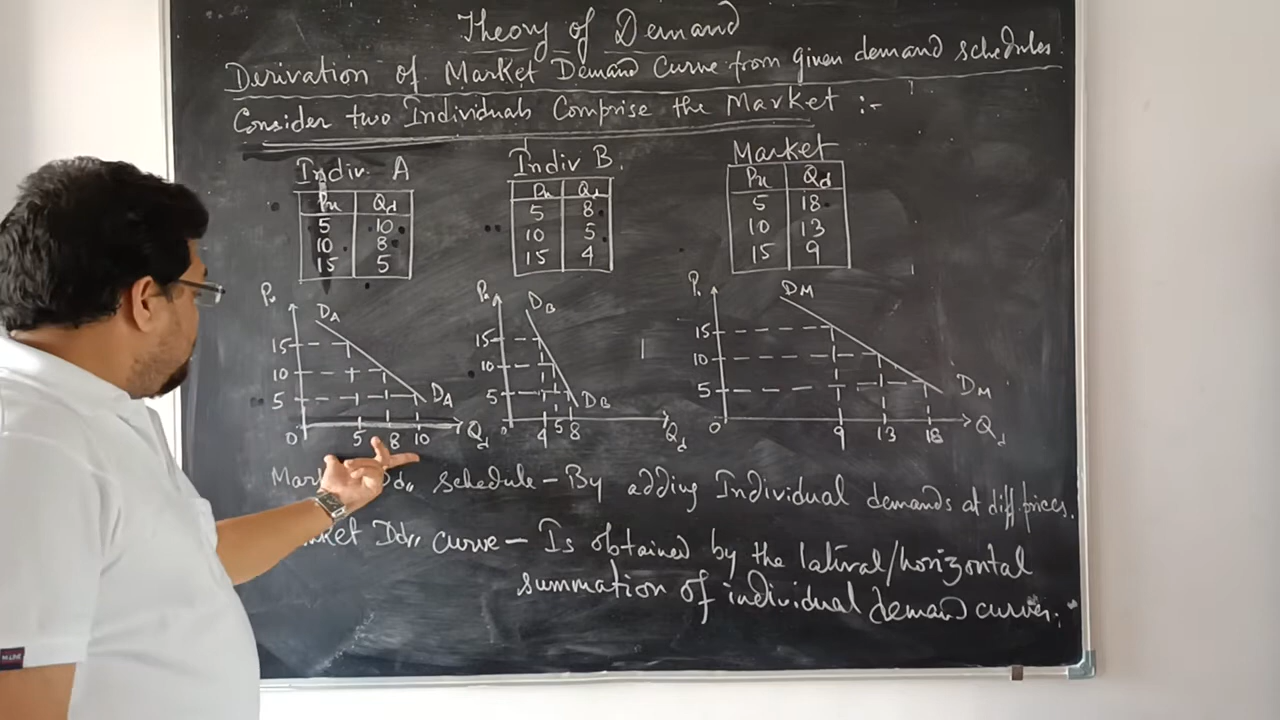 Theory of Demand
Derivation of Market Demand Curve from given demand schedules.
Consider two Individuals Comprise the Market :-
Indiv. A
Px Qd
5 10
10 8
15 5
Indiv B.
Px Qd
5 8
10 5
15 4
Market
Px Qd
5 18
10 13
15 9
Px
DA
15
10
5
DA
0 5 8 10 Qd
Px
DB
15
10
5
DB
0 4 5 8 Qd
P.
DM
15
10
5
DM
0 9 13 18 Qd
Dd. schedule - By adding Individual demands at diff. prices.
Dd. curve - Is obtained by the latural/horizontal
summation of individual demand curves.
M-LIVE